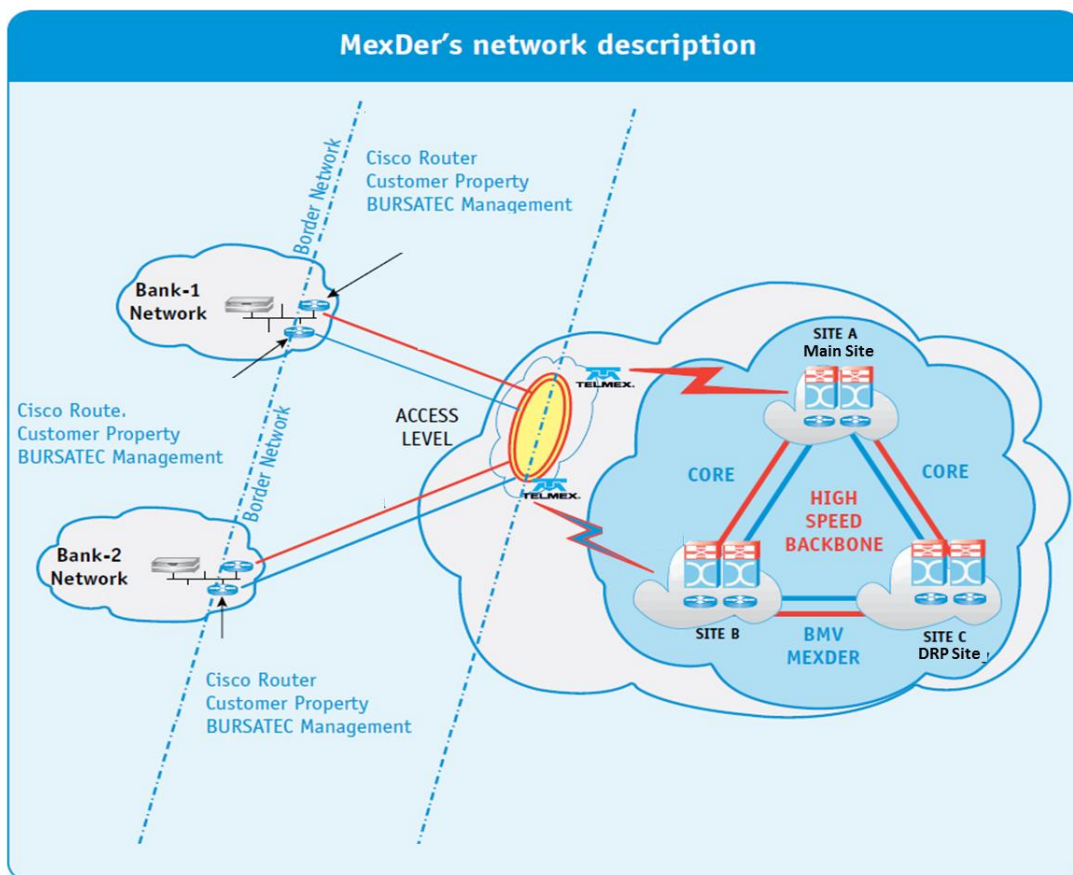 MexDer's network description
Border Network
Cisco Router
Customer Property
BURSATEC Management
Bank-1
Network
Cisco Route.
Customer Property
BURSATEC Management
Border Network
ACCESS
LEVEL
TELMEX®
TELMEX®
SITE A
Main Site
CORE
CORE
HIGH
SPEED
BACKBONE
Bank-2
Network
SITE B
BMV
MEXDER
SITE C
DRP Site
Cisco Router
Customer Property
BURSATEC Management